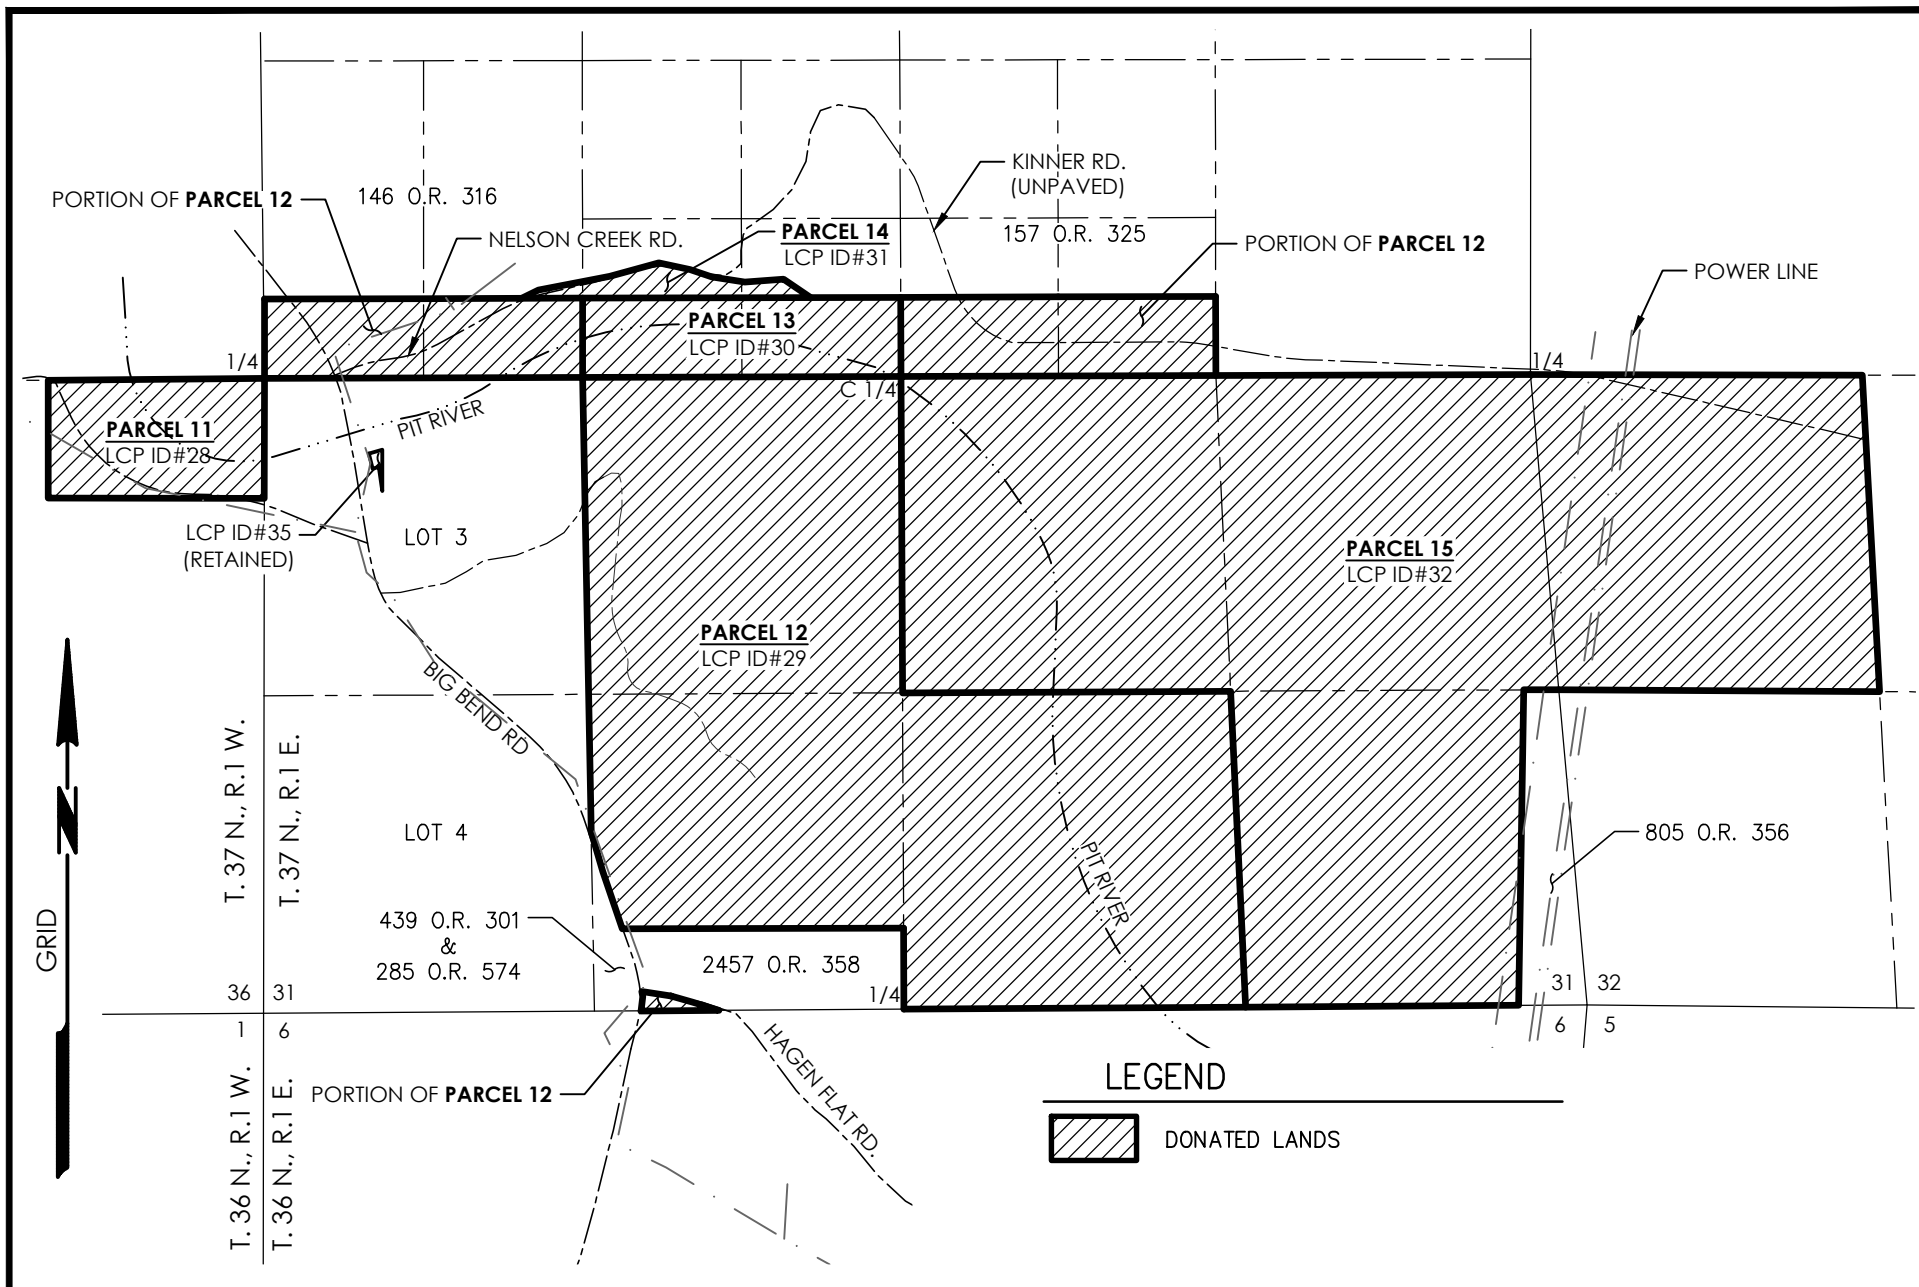 PORTION OF PARCEL 12
146 O.R. 316
NELSON CREEK RD.
PARCEL 14
LCP ID#31
KINNER RD.
(UNPAVED)
157 O.R. 325
PORTION OF PARCEL 12
POWER LINE
PARCEL 13
LCP ID#30
1/4
C 1/4
1/4
PARCEL 11
LCP ID#28
PIT RIVER
LCP ID#35
(RETAINED)
LOT 3
PARCEL 15
LCP ID#32
PARCEL 12
LCP ID#29
BIG BEND RD
T. 37 N., R.1 W.
T. 37 N., R.1 E.
LOT 4
805 O.R. 356
PIT RIVER
GRID
N
439 O.R. 301
&
285 O.R. 574
2457 O.R. 358
1/4
36 31
1 6
31 32
6 5
HAGEN FLAT RD.
PORTION OF PARCEL 12
T. 36 N., R.1 W.
T. 36 N., R.1 E.
LEGEND
DONATED LANDS